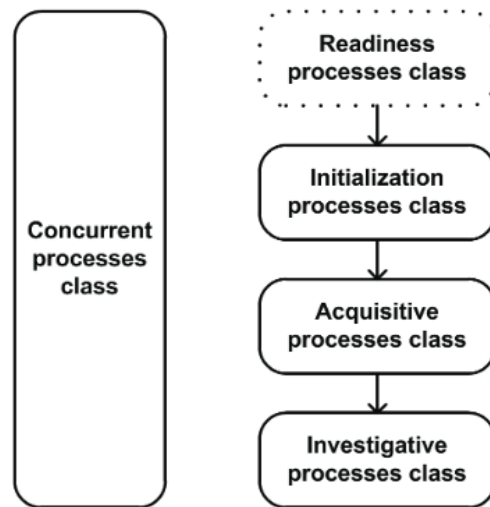 Concurrent
processes
class
Readiness
processes class
Initialization
processes class
Acquisitive
processes class
Investigative
processes class